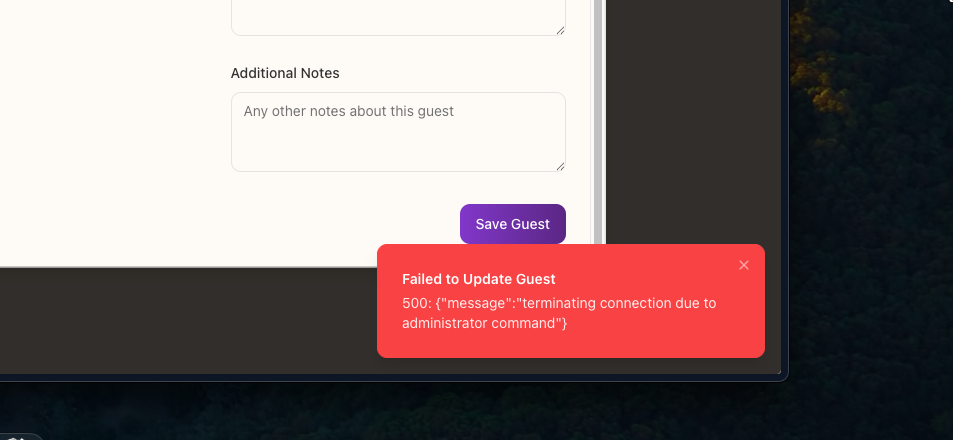 Additional Notes
Any other notes about this guest
Save Guest
Failed to Update Guest
500: {"message":"terminating connection due to
administrator command"}